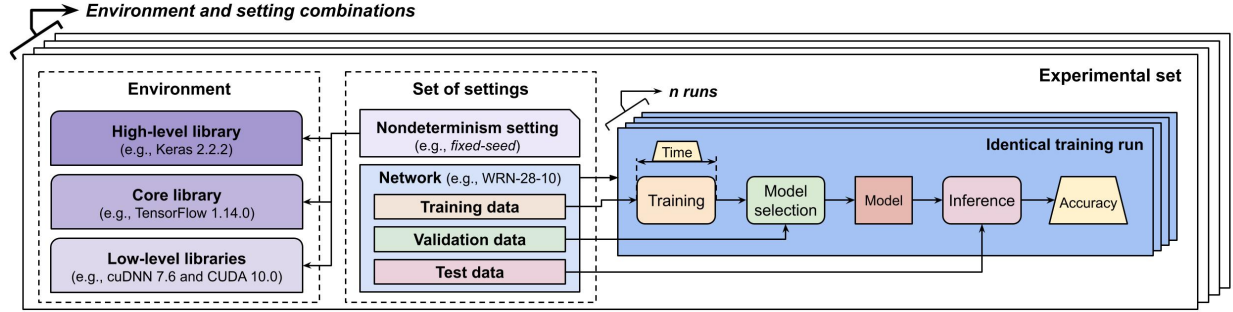 Environment and setting combinations
Experimental set
Environment
High-level library
(e.g., Keras 2.2.2)
Core library
(e.g., TensorFlow 1.14.0)
Low-level libraries
(e.g., cuDNN 7.6 and CUDA 10.0)
Set of settings
Nondeterminism setting
(e.g., fixed-seed)
Network (e.g., WRN-28-10)
Training data
Validation data
Test data
n runs
Identical training run
Time
Training
Model
selection
Model
Inference
Accuracy